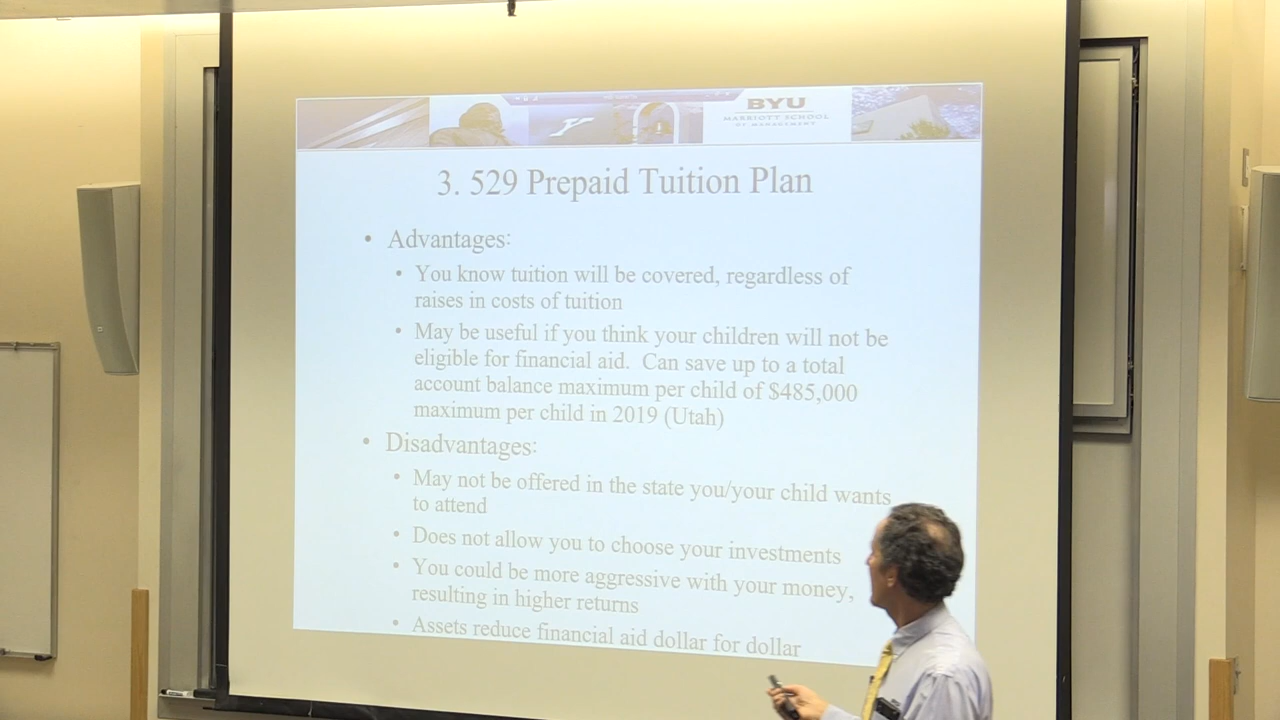 Y
BYU
MARRIOTT SCHOOL
OF MANAGEMENT
3. 529 Prepaid Tuition Plan
• Advantages:
• You know tuition will be covered, regardless of
raises in costs of tuition
• May be useful if you think your children will not be
eligible for financial aid. Can save up to a total
account balance maximum per child of $485,000
maximum per child in 2019 (Utah)
• Disadvantages:
• May not be offered in the state you/your child wants
to attend
• Does not allow you to choose your investments
• You could be more aggressive with your money,
resulting in higher returns
• Assets reduce financial aid dollar for dollar